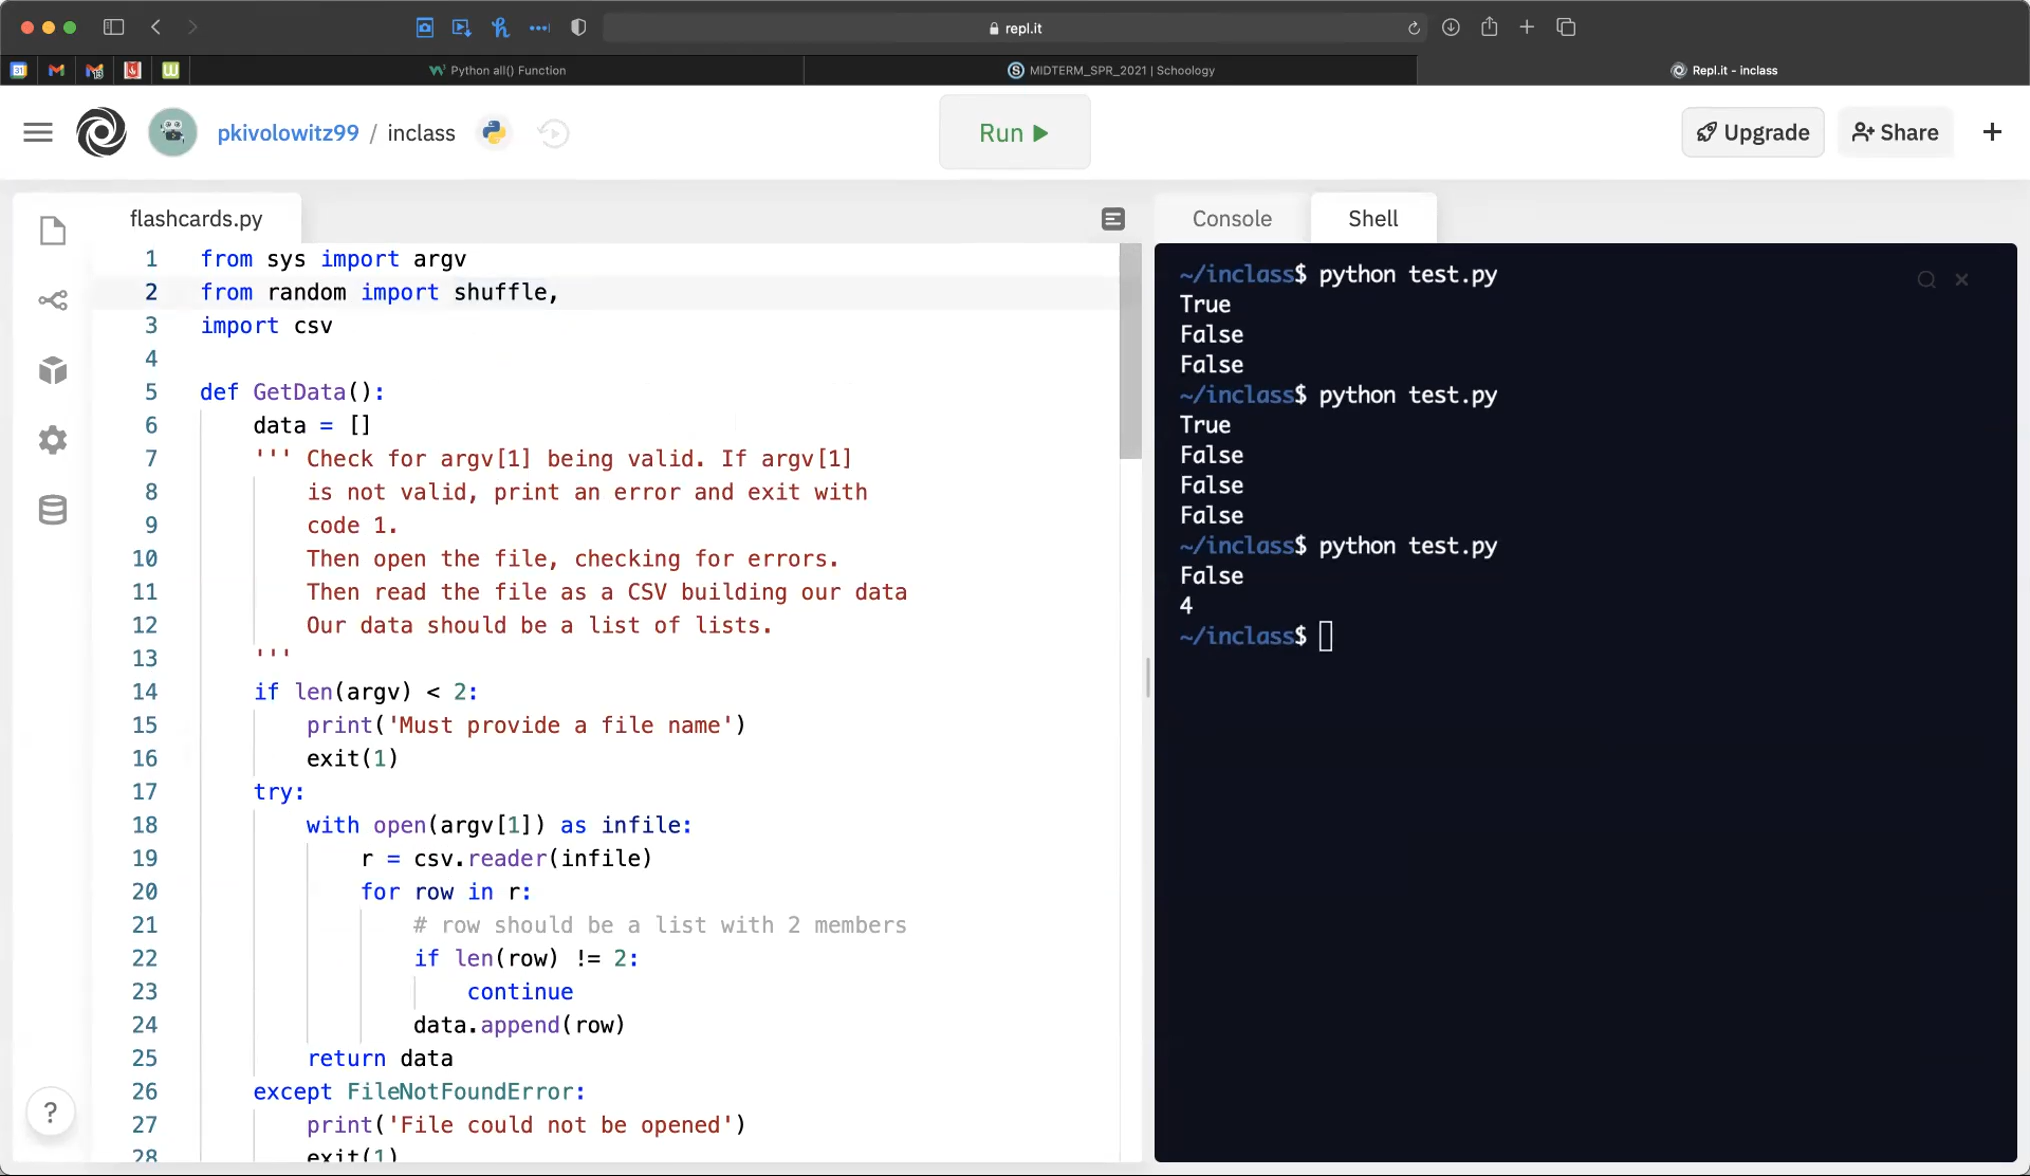 repl.it
Python all() Function
MIDTERM_SPR_2021 | Schoology
Repl.it - inclass
pkivolowitz99 / inclass
Run
Upgrade
Share
flashcards.py
1 from sys import argv
2 from random import shuffle,
3 import csv
4
5 def GetData():
6 data = []
7 ''' Check for argv[1] being valid. If argv[1]
8 is not valid, print an error and exit with
9 code 1.
10 Then open the file, checking for errors.
11 Then read the file as a CSV building our data
12 Our data should be a list of lists.
13 '''
14 if len(argv) < 2:
15 print('Must provide a file name')
16 exit(1)
17 try:
18 with open(argv[1]) as infile:
19 r = csv.reader(infile)
20 for row in r:
21 # row should be a list with 2 members
22 if len(row) != 2:
23 continue
24 data.append(row)
25 return data
26 except FileNotFoundError:
27 print('File could not be opened')
28 exit(1)
?
Console
Shell
~/inclass$ python test.py
True
False
False
~/inclass$ python test.py
True
False
False
False
~/inclass$ python test.py
False
4
~/inclass$